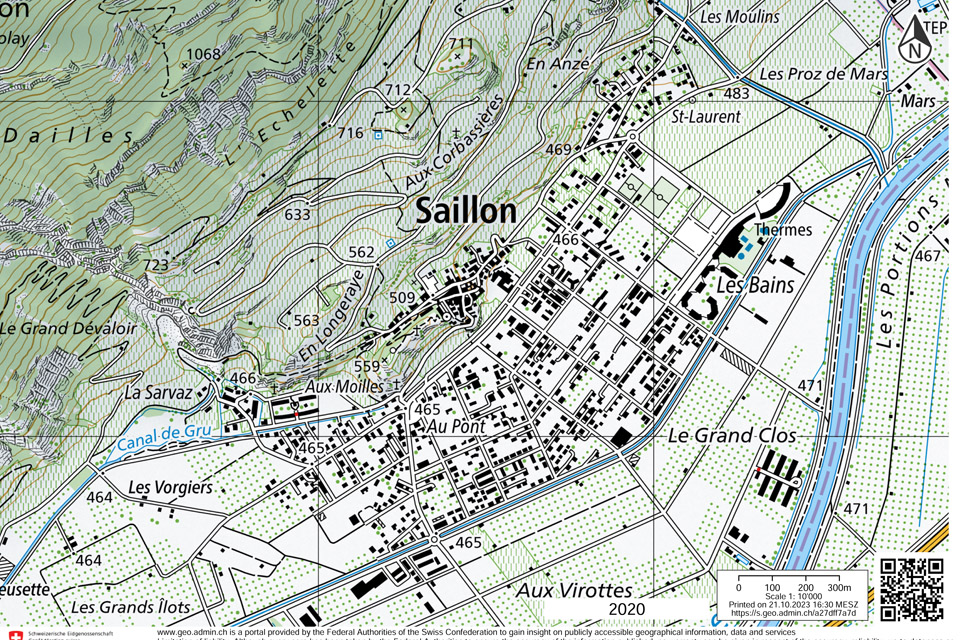 on
olay
1068
711
En Anzé
Les Moulins
TEP
N
712
Les Proz de Mars
483
Mars
Dailles
L'Echelette
716
Aux Corbassières
469
St-Laurent
633
Saillon
Thermes
466
562
723
509
Les Bains
Les Portions
467
Le Grand Dévaloir
563
En Longeraye
559
466
La Sarvaz
Aux Moilles
471
465
Au Pont
Canal de Gru
465
Le Grand Clos
464
Les Vorgiers
471
465
464
eusette
Les Grands Îlots
Aux Virottes
2020
0 100 200 300m
Scale 1: 10'000
Printed on 21.10.2023 16:30 MESZ
https://s.geo.admin.ch/a27dff7a7d
Schweizerische Eidgenossenschaft
www.geo.admin.ch is a portal provided by the Federal Authorities of the Swiss Confederation to gain insight on publicly accessible geographical information, data and services